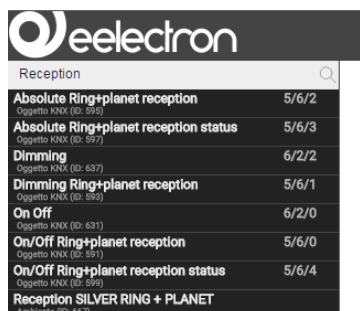 eelectron
Reception
Absolute Ring+planet reception 5/6/2
Oggetto KNX (ID: 595)
Absolute Ring+planet reception status 5/6/3
Oggetto KNX (ID: 597)
Dimming 6/2/2
Oggetto KNX (ID: 637)
Dimming Ring+planet reception 5/6/1
Oggetto KNX (ID: 593)
On Off 6/2/0
Oggetto KNX (ID: 631)
On/Off Ring+planet reception 5/6/0
Oggetto KNX (ID: 591)
On/Off Ring+planet reception status 5/6/4
Oggetto KNX (ID: 599)
Reception SILVER RING + PLANET
Ambiente (ID: 667)